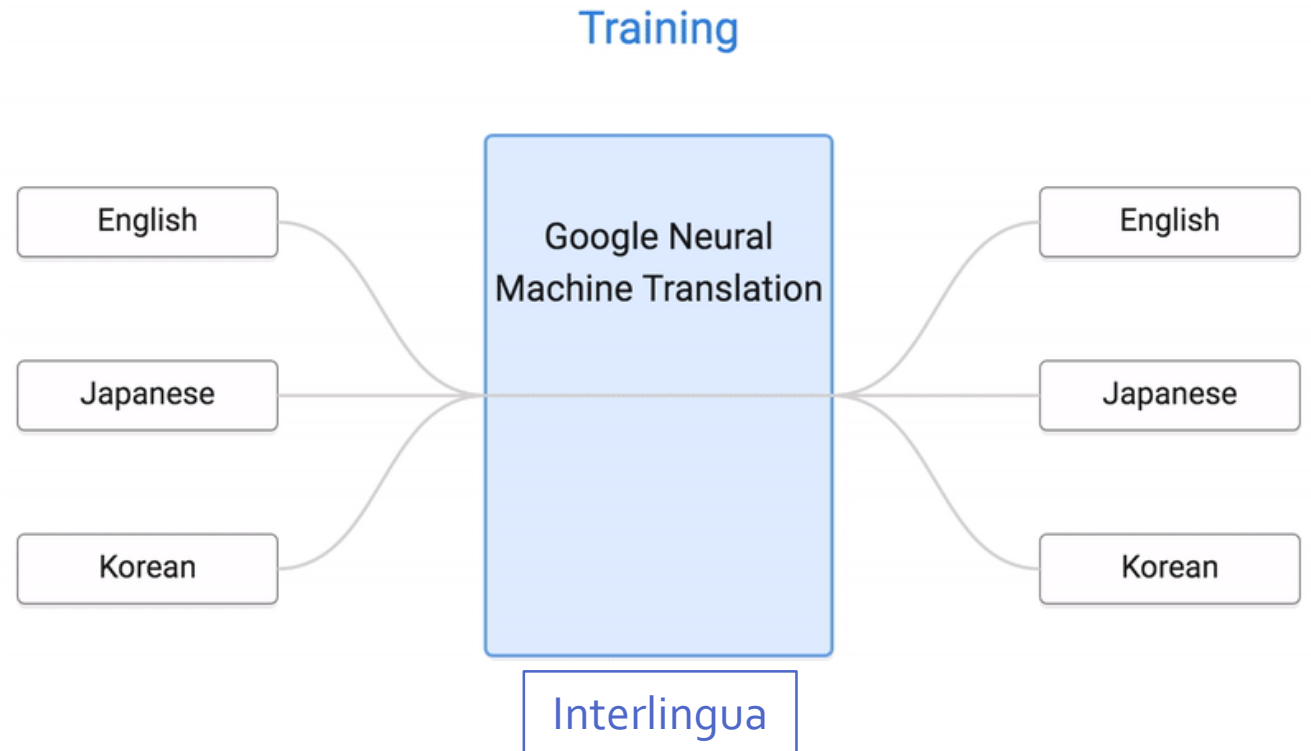 Training
English
Japanese
Korean
Google Neural
Machine Translation
English
Japanese
Korean
Interlingua